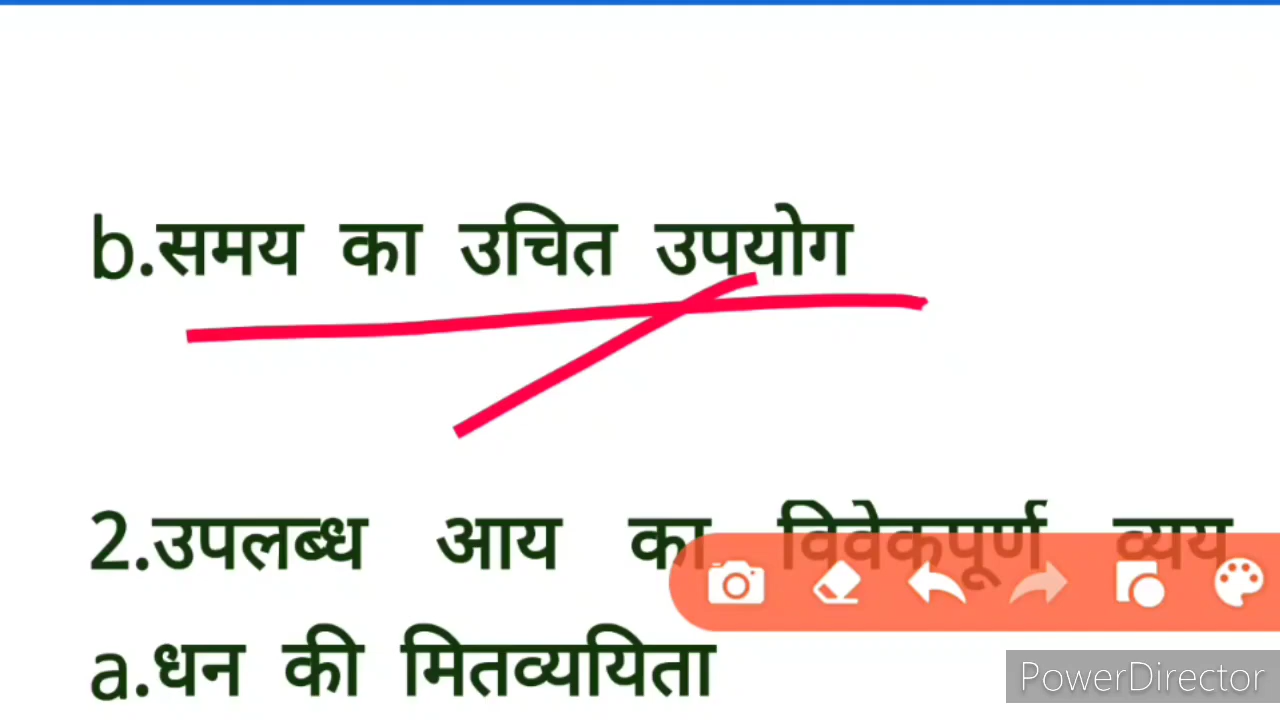 b.समय का उचित उपयोग
2.उपलब्ध आय का विवेकपूर्ण व्यय
a.धन की मितव्ययिता
PowerDirector